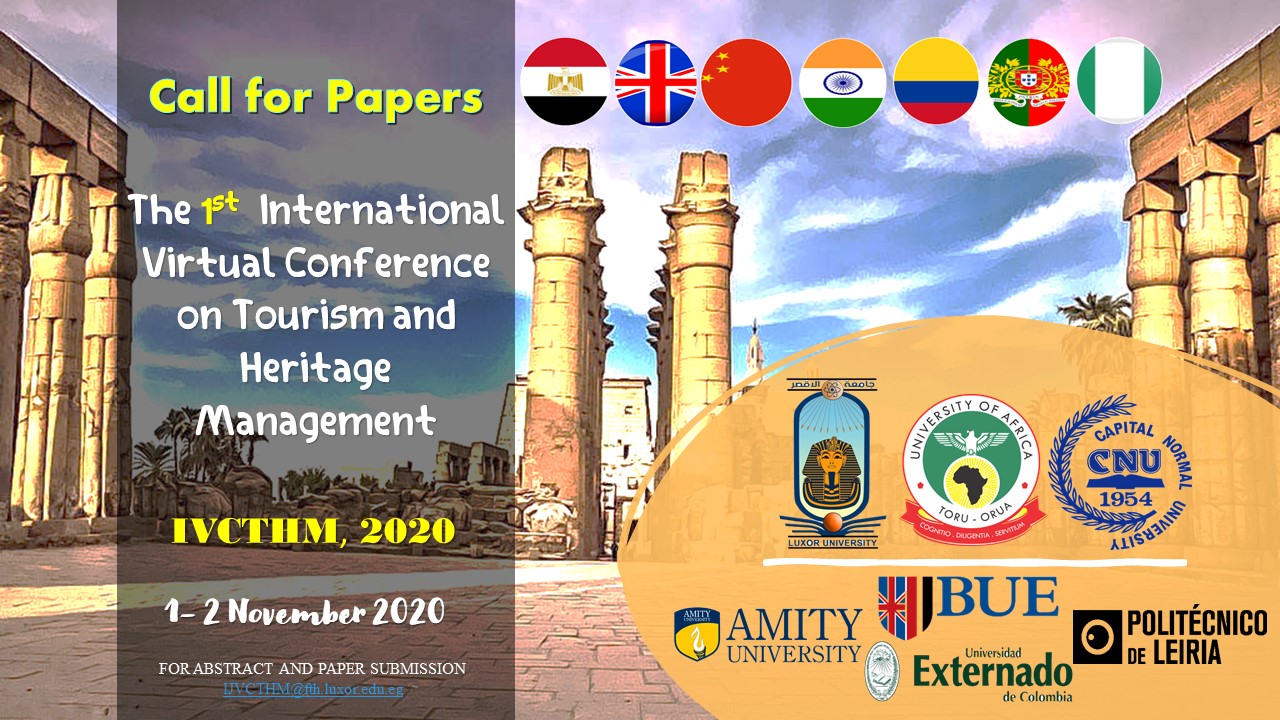 Call for Papers
The 1st International
Virtual Conference
on Tourism and
Heritage
Management
IVCTHM, 2020
1- 2 November 2020
FOR ABSTRACT AND PAPER SUBMISSION
IJVCTHM@fth.luxor.edu.eg
جامعة الاقصر
LUXOR UNIVERSITY
UNIVERSITY OF AFRICA
TORU - ORUA
COGNITIO . DILIGENTIA . SERVITIUM
CAPITAL NORMAL UNIVERSITY
CNU
1954
AMITY
UNIVERSITY
AMITY
UNIVERSITY
BUE
Universidad
Externado
de Colombia
POLITÉCNICO
DE LEIRIA